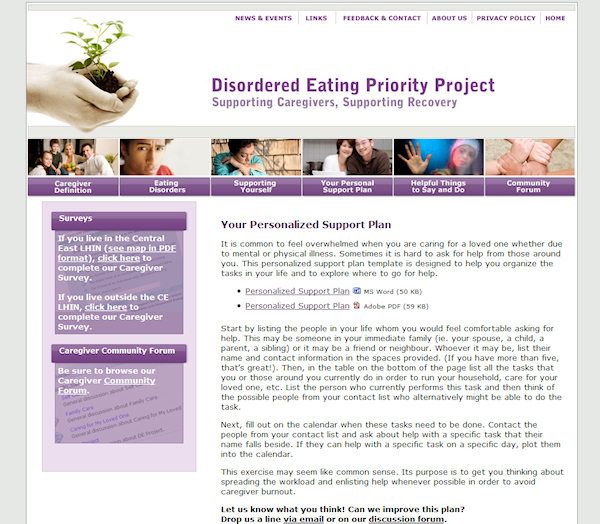 NEWS & EVENTS
LINKS
FEEDBACK & CONTACT
ABOUT US
PRIVACY POLICY
HOME
Disordered Eating Priority Project
Supporting Caregivers, Supporting Recovery
Caregiver
Definition
Eating
Disorders
Supporting
Yourself
Your Personal
Support Plan
Helpful Things
to Say and Do
Community
Forum
Surveys
If you live in the Central
East LHIN (see map in PDF
format), click here to
complete our Caregiver
Survey.
If you live outside the CE
LHIN, click here to
complete our Caregiver
Survey.
Caregiver Community Forum
Be sure to browse our
Caregiver Community
Forum.
General discussion about
Family Care
General discussion about
Caring for My Loved One
General discussion about DE Project.
Your Personalized Support Plan
It is common to feel overwhelmed when you are caring for a loved one whether due
to mental or physical illness. Sometimes it is hard to ask for help from those around
you. This personalized support plan template is designed to help you organize the
tasks in your life and to explore where to go for help.
• Personalized Support Plan MS Word (50 KB)
• Personalized Support Plan Adobe PDF (59 KB)
Start by listing the people in your life whom you would feel comfortable asking for
help. This may be someone in your immediate family (ie. your spouse, a child, a
parent, a sibling) or it may be a friend or neighbour. Whoever it may be, list their
name and contact information in the spaces provided. (If you have more than five,
that's great!). Then, in the table on the bottom of the page list all the tasks that
you or those around you currently do in order to run your household, care for your
loved one, etc. List the person who currently performs this task and then think of
the possible people from your contact list who alternatively might be able to do the
task.
Next, fill out on the calendar when these tasks need to be done. Contact the
people from your contact list and ask about help with a specific task that their
name falls beside. If they can help with a specific task on a specific day, plot them
into the calendar.
This exercise may seem like common sense. Its purpose is to get you thinking about
spreading the workload and enlisting help whenever possible in order to avoid
caregiver burnout.
Let us know what you think! Can we improve this plan?
Drop us a line via email or on our discussion forum.